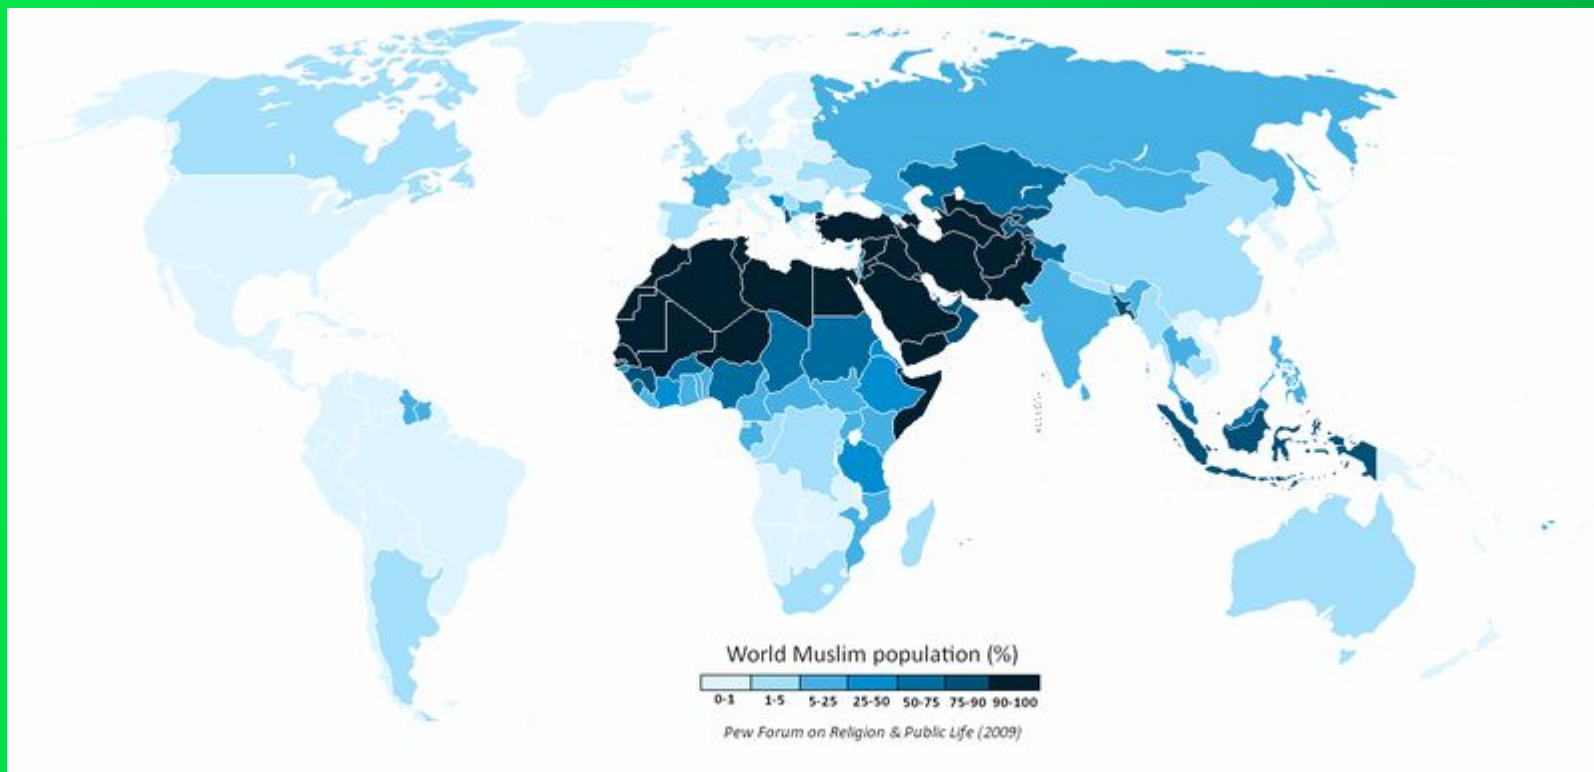 World Muslim population (%)
0-1 1-5 5-25 25-50 50-75 75-90 90-100
Pew Forum on Religion & Public Life (2009)